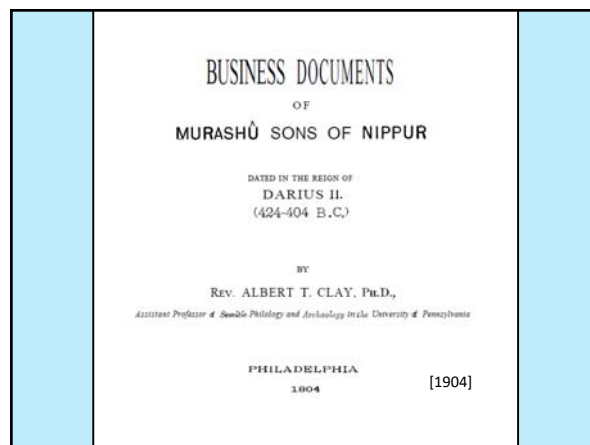 BUSINESS DOCUMENTS
OF
MURASHÛ SONS OF NIPPUR
DATED IN THE REIGN OF
DARIUS II.
(424-404 B.C.)
BY
REV. ALBERT T. CLAY, PH.D.,
Assistant Professor of Semitic Philology and Archæology in the University of Pennsylvania
PHILADELPHIA
1904 [1904]